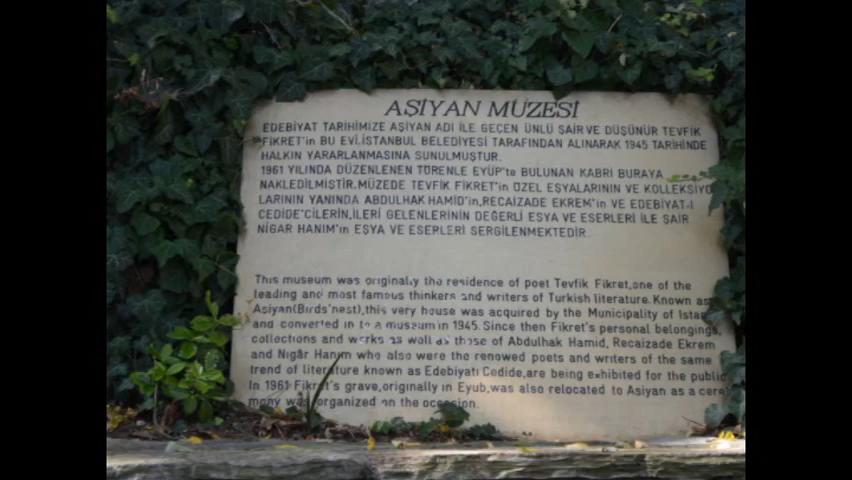 AŞİYAN MÜZESİ
EDEBİYAT TARİHİMİZE AŞİYAN ADI İLE GEÇEN ÜNLÜ ŞAİR VE DÜŞÜNÜR TEVFİK
FİKRET'in BU EVİ.İSTANBUL BELEDİYESİ TARAFINDAN ALINARAK 1945 TARİHİNDE
HALKIN YARARLANMASINA SUNULMUŞTUR.
1961 YILINDA DÜZENLENEN TÖRENLE EYÜP'te BULUNAN KABRİ BURAYA
NAKLEDİLMİŞTİR.MÜZEDE TEVFİK FİKRET'in ÖZEL EŞYALARININ VE KOLLEKSİYO
LARININ YANINDA ABDULHAK HAMİD'in,RECAİZADE EKREM'in VE EDEBİYAT-I
CEDİDE'CİLERİN,İLERİ GELENLERİNİN DEĞERLİ EŞYA VE ESERLERİ İLE ŞAİR
NİGAR HANIM'ın EŞYA VE ESEPLERİ SERGİLENMEKTEDİR.
This museum was originally the residence of poet Tevfik Fikret,one of the
leading and most famous thinkers and writers of Turkish literature. Known as
Aşiyan(Birds'nest),this very house was acquired by the Municipality of Istan
and converted in to a museum in 1945. Since then Fikret's personal belongings,
collections and works as well as those of Abdulhak Hamid, Recaizade Ekrem
and Nigâr Hanım who also were the renowed poets and writers of the same
trend of literature known as Edebiyatı Cedide,are being exhibited for the public
In 1961 Fikret's grave,originally in Eyub,was also relocated to Aşiyan as a cere
mony was organized on the occasion.